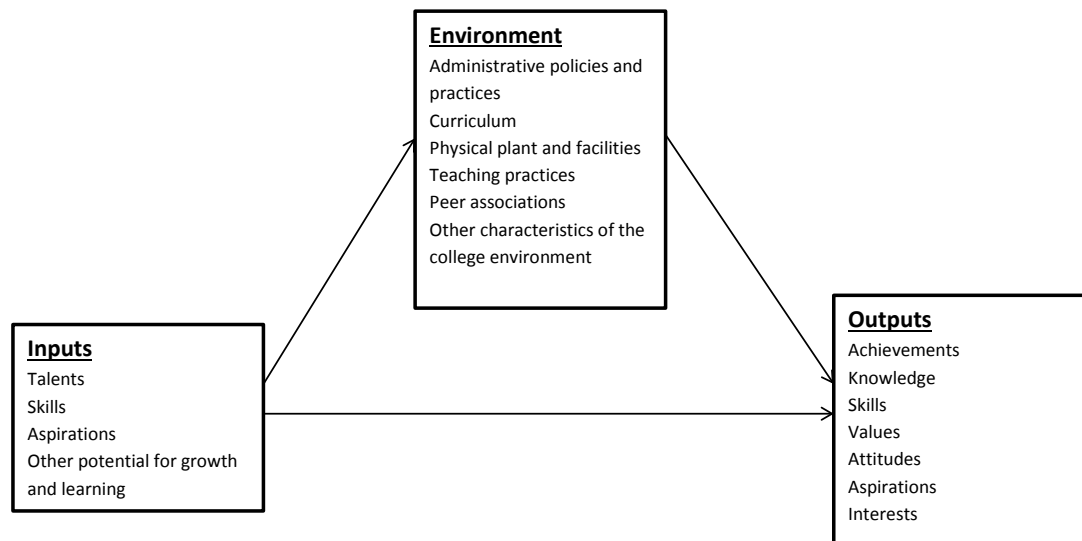 Environment
Administrative policies and
practices
Curriculum
Physical plant and facilities
Teaching practices
Peer associations
Other characteristics of the
college environment
Inputs
Talents
Skills
Aspirations
Other potential for growth
and learning
Outputs
Achievements
Knowledge
Skills
Values
Attitudes
Aspirations
Interests